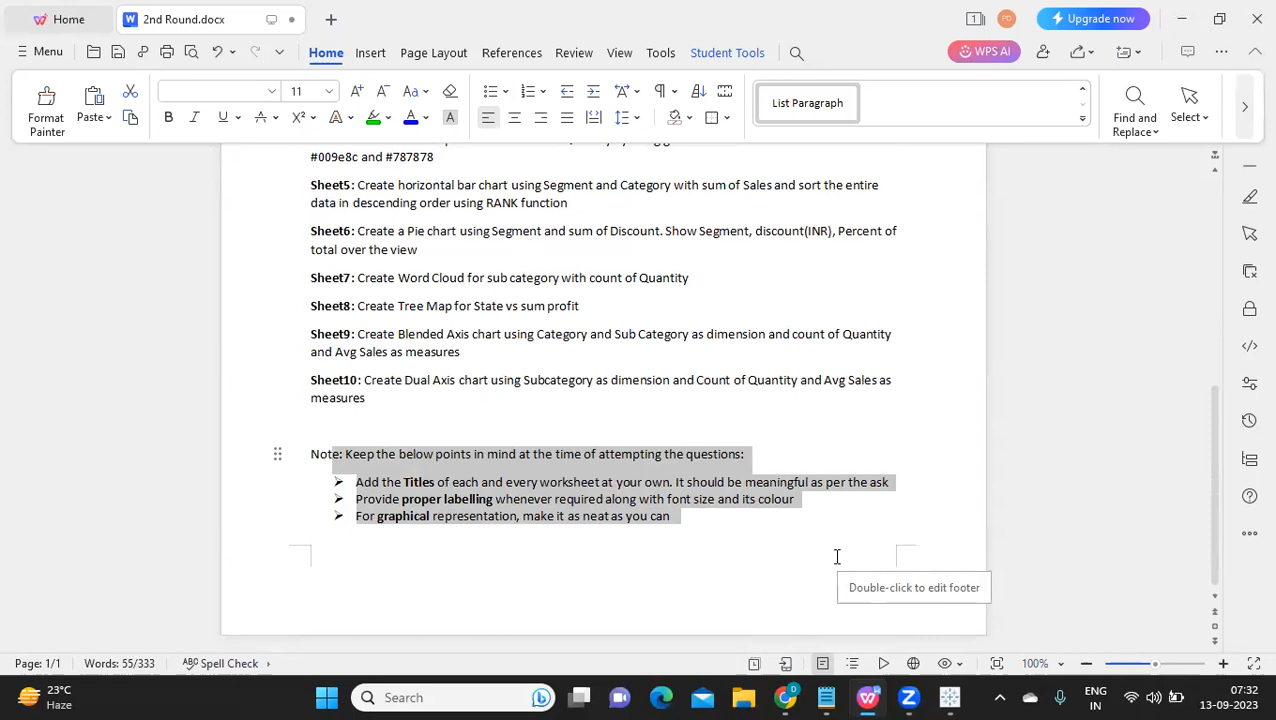 Home
2nd Round.docx
1
PD
Upgrade now
Menu
Home
Insert
Page Layout
References
Review
View
Tools
Student Tools
WPS AI
Format
Painter
Paste
11
List Paragraph
Find and
Replace
Select
#009e8c and #787878
Sheet5: Create horizontal bar chart using Segment and Category with sum of Sales and sort the entire
data in descending order using RANK function
Sheet6: Create a Pie chart using Segment and sum of Discount. Show Segment, discount(INR), Percent of
total over the view
Sheet7: Create Word Cloud for sub category with count of Quantity
Sheet8: Create Tree Map for State vs sum profit
Sheet9: Create Blended Axis chart using Category and Sub Category as dimension and count of Quantity
and Avg Sales as measures
Sheet10: Create Dual Axis chart using Subcategory as dimension and Count of Quantity and Avg Sales as
measures
Note: Keep the below points in mind at the time of attempting the questions:
Add the Titles of each and every worksheet at your own. It should be meaningful as per the ask
Provide proper labelling whenever required along with font size and its colour
For graphical representation, make it as neat as you can
Double-click to edit footer
Page: 1/1
Words: 55/333
Spell Check
100%
23°C
Haze
Search
ENG
IN
07:32
13-09-2023